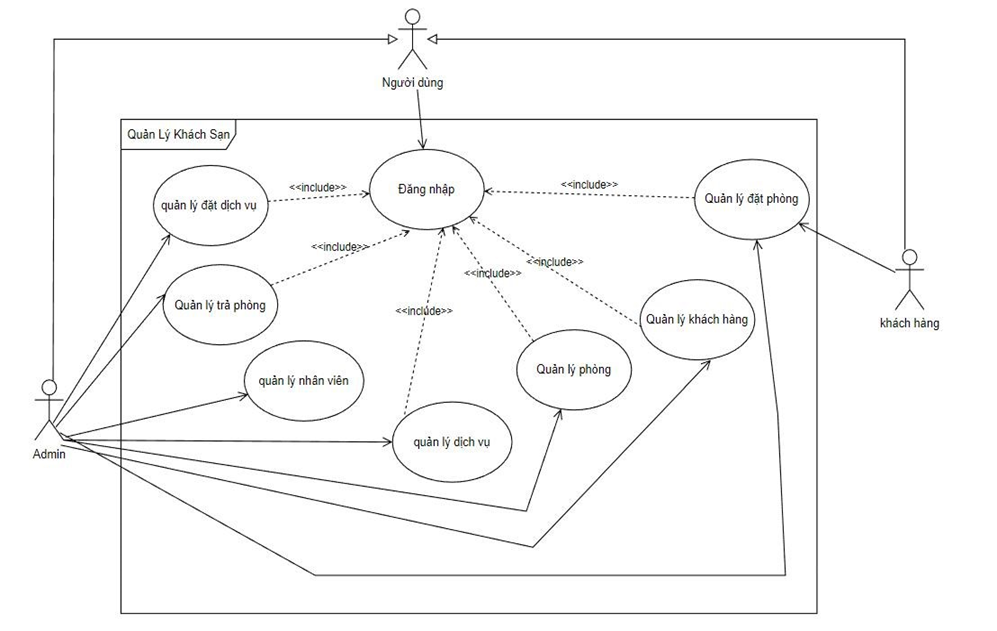 Người dùng
Quản Lý Khách Sạn
Đăng nhập
<<include>>
<<include>>
quản lý đặt dịch vụ
Quản lý đặt phòng
<<include>>
<<include>>
<<include>>
Quản lý trả phòng
<<include>>
Quản lý khách hàng
khách hàng
Quản lý phòng
quản lý nhân viên
quản lý dịch vụ
Admin